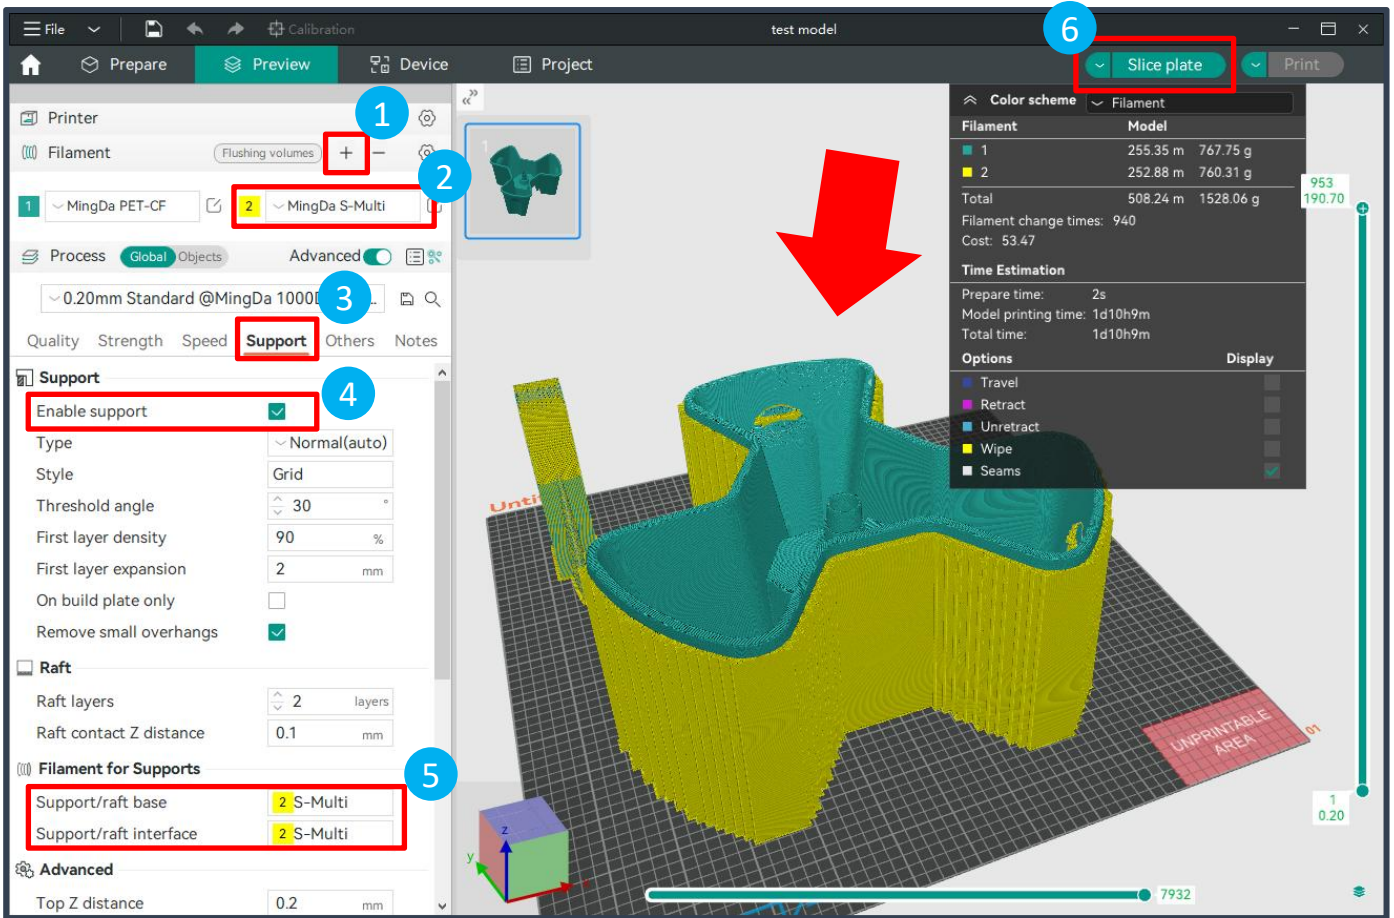 File
Calibration
test model
6
Prepare
Preview
Device
Project
Slice plate
Print
Printer
1
Filament
Flushing volumes
2
1 MingDa PET-CF
2 MingDa S-Multi
Process
Global
Objects
Advanced
0.20mm Standard @MingDa 1000D
...
3
Quality
Strength
Speed
Support
Others
Notes
Support
Enable support
4
Type
Normal(auto)
Style
Grid
Threshold angle
30 °
First layer density
90 %
First layer expansion
2 mm
On build plate only
Remove small overhangs
Raft
Raft layers
2 layers
Raft contact Z distance
0.1 mm
Filament for Supports
5
Support/raft base
2 S-Multi
Support/raft interface
2 S-Multi
Advanced
Top Z distance
0.2 mm
1
Color scheme
Filament
Filament Model
1 255.35 m 767.75 g
2 252.88 m 760.31 g
Total 508.24 m 1528.06 g
Filament change times: 940
Cost: 53.47
Time Estimation
Prepare time: 2s
Model printing time: 1d10h9m
Total time: 1d10h9m
Options Display
Travel
Retract
Unretract
Wipe
Seams
953
190.70
UNPRINTABLE
AREA
01
1
0.20
z
y
7932